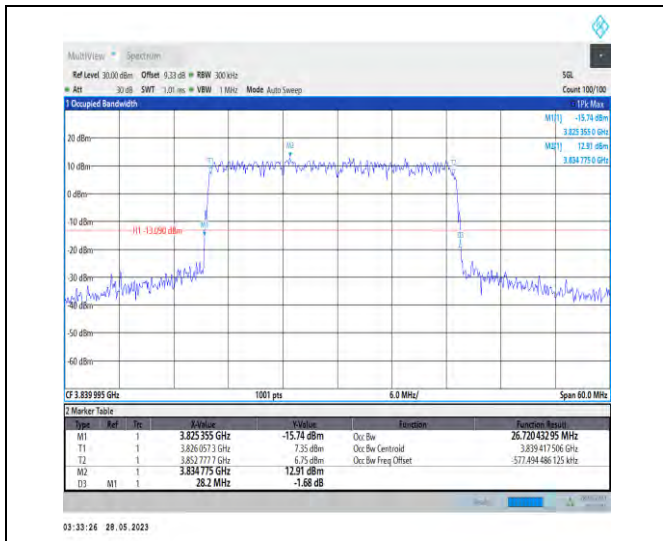 MultiView Spectrum
Ref Level 30.00 dBm Offset 9.33 dB RBW 300 kHz SGL
Att 30 dB SWT 1.01 ms VBW 1 MHz Mode Auto Sweep Count 100/100
1 Occupied Bandwidth 1Pk Max
M1[1] -15.74 dBm
3.825 355 0 GHz
M2[1] 12.91 dBm
3.834 775 0 GHz
20 dBm
M2
10 dBm
T1 T2
0 dBm
-10 dBm
H1 -13.090 dBm
M1
D3
-20 dBm
-30 dBm
-40 dBm
-50 dBm
-60 dBm
CF 3.839 995 GHz 1001 pts 6.0 MHz/ Span 60.0 MHz
2 Marker Table
Type Ref Trc X-Value Y-Value Function Function Result
M1 1 3.825 355 GHz -15.74 dBm Occ Bw 26.720 432 95 MHz
T1 1 3.826 057 3 GHz 7.35 dBm Occ Bw Centroid 3.839 417 506 GHz
T2 1 3.852 777 7 GHz 6.75 dBm Occ Bw Freq Offset -577.494 486 125 kHz
M2 1 3.834 775 GHz 12.91 dBm
D3 M1 1 28.2 MHz -1.68 dB
03:33:26 28.05.2023